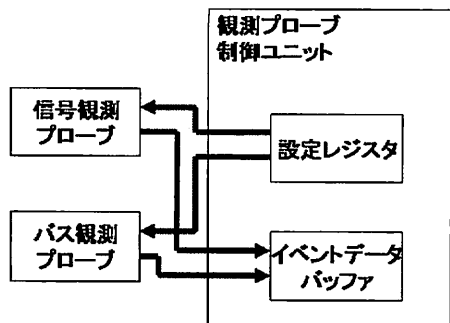 観測プローブ
制御ユニット
信号観測
プローブ
設定レジスタ
バス観測
プローブ
イベントデータ
バッファ